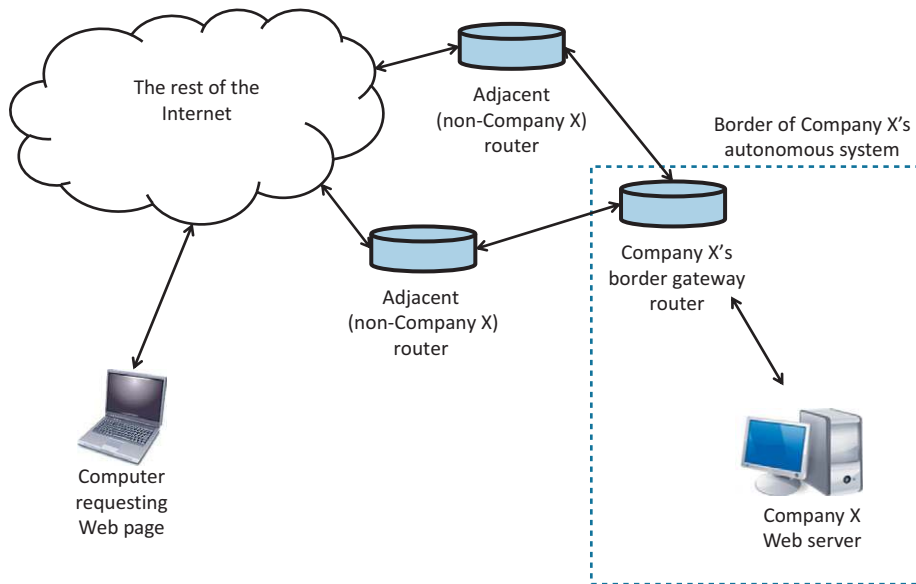 The rest of the
Internet
Adjacent
(non-Company X)
router
Border of Company X's
autonomous system
Adjacent
(non-Company X)
router
Company X's
border gateway
router
Computer
requesting
Web page
Company X
Web server